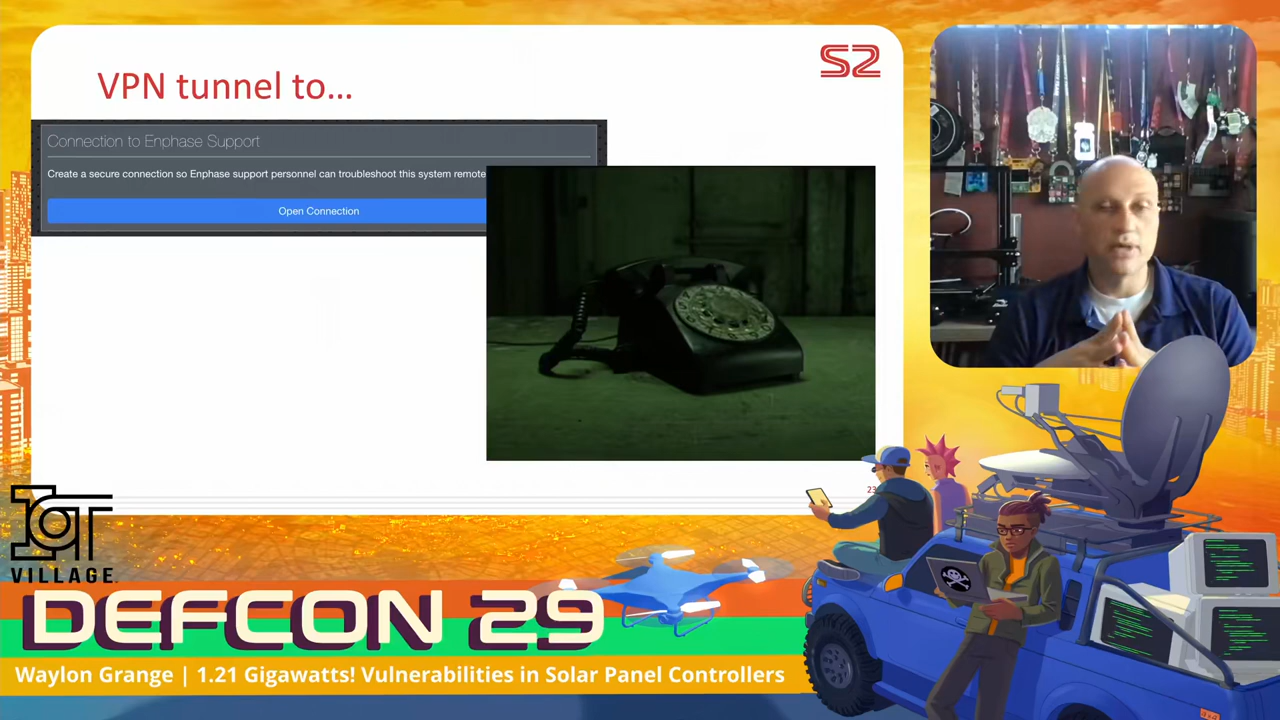 S2
VPN tunnel to...
Connection to Enphase Support
Create a secure connection so Enphase support personnel can troubleshoot this system remote
Open Connection
23
IOT
VILLAGE
DEFCON 29
Waylon Grange | 1.21 Gigawatts! Vulnerabilities in Solar Panel Controllers